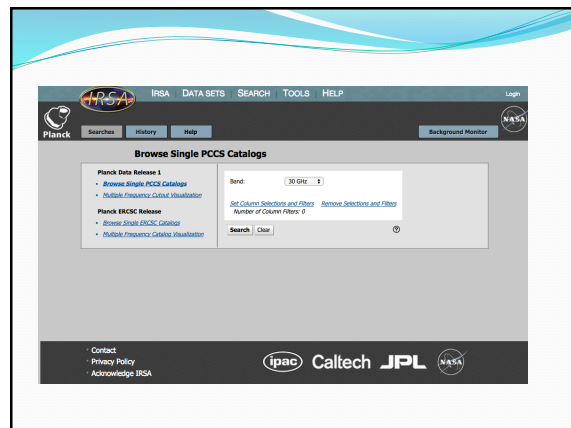 IRSA
IRSA DATA SETS SEARCH TOOLS HELP
Login
Planck
NASA
Searches History Help
Background Monitor
Browse Single PCCS Catalogs
Planck Data Release 1
• Browse Single PCCS Catalogs
• Multiple Frequency Cutout Visualization
Planck ERCSC Release
• Browse Single ERCSC Catalogs
• Multiple Frequency Catalog Visualization
Band: 30 GHz
Set Column Selections and Filters Remove Selections and Filters
Number of Column Filters: 0
Search Clear
?
Contact
Privacy Policy
Acknowledge IRSA
ipac Caltech JPL NASA